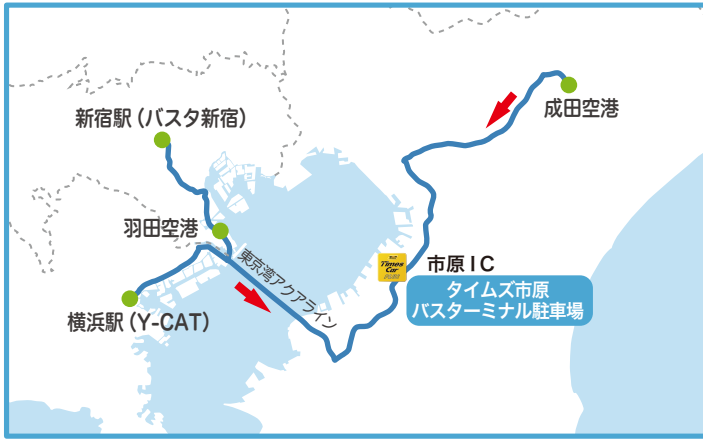 新宿駅（バスタ新宿）
成田空港
羽田空港
東京湾アクアライン
横浜駅（Y-CAT）
Times
Car
市原IC
タイムズ市原
バスターミナル駐車場